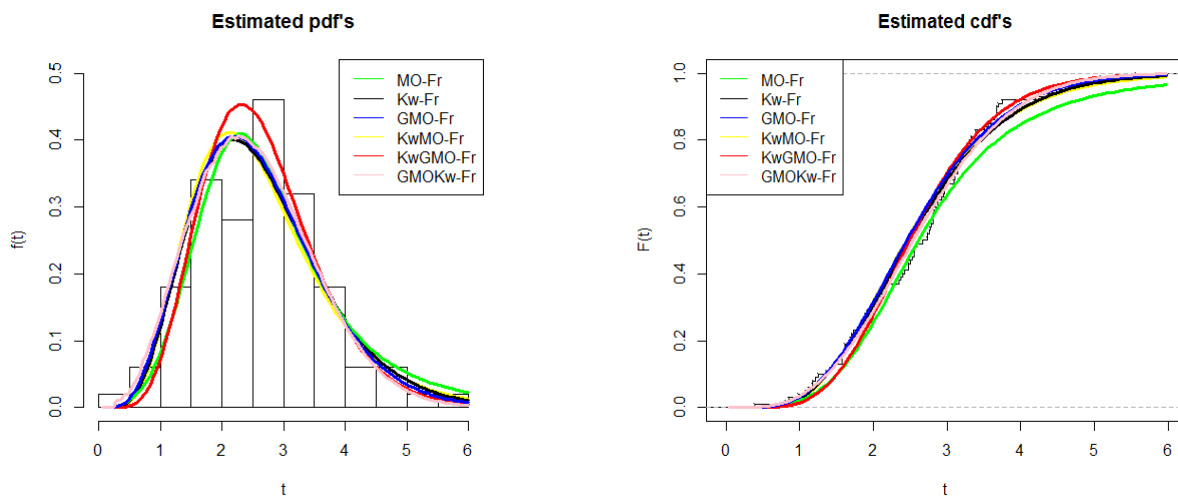 Estimated pdf's
MO-Fr
Kw-Fr
GMO-Fr
KwMO-Fr
KwGMO-Fr
GMOKw-Fr
f(t)
0.5
0.4
0.3
0.2
0.1
0.0
0 1 2 3 4 5 6
t
Estimated cdf's
MO-Fr
Kw-Fr
GMO-Fr
KwMO-Fr
KwGMO-Fr
GMOKw-Fr
F(t)
1.0
0.8
0.6
0.4
0.2
0.0
0 1 2 3 4 5 6
t